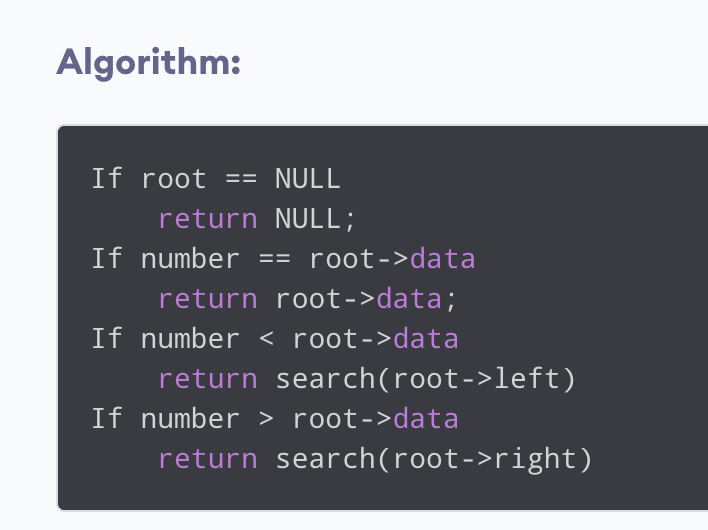 Algorithm:
If root == NULL
    return NULL;
If number == root->data
    return root->data;
If number < root->data
    return search(root->left)
If number > root->data
    return search(root->right)